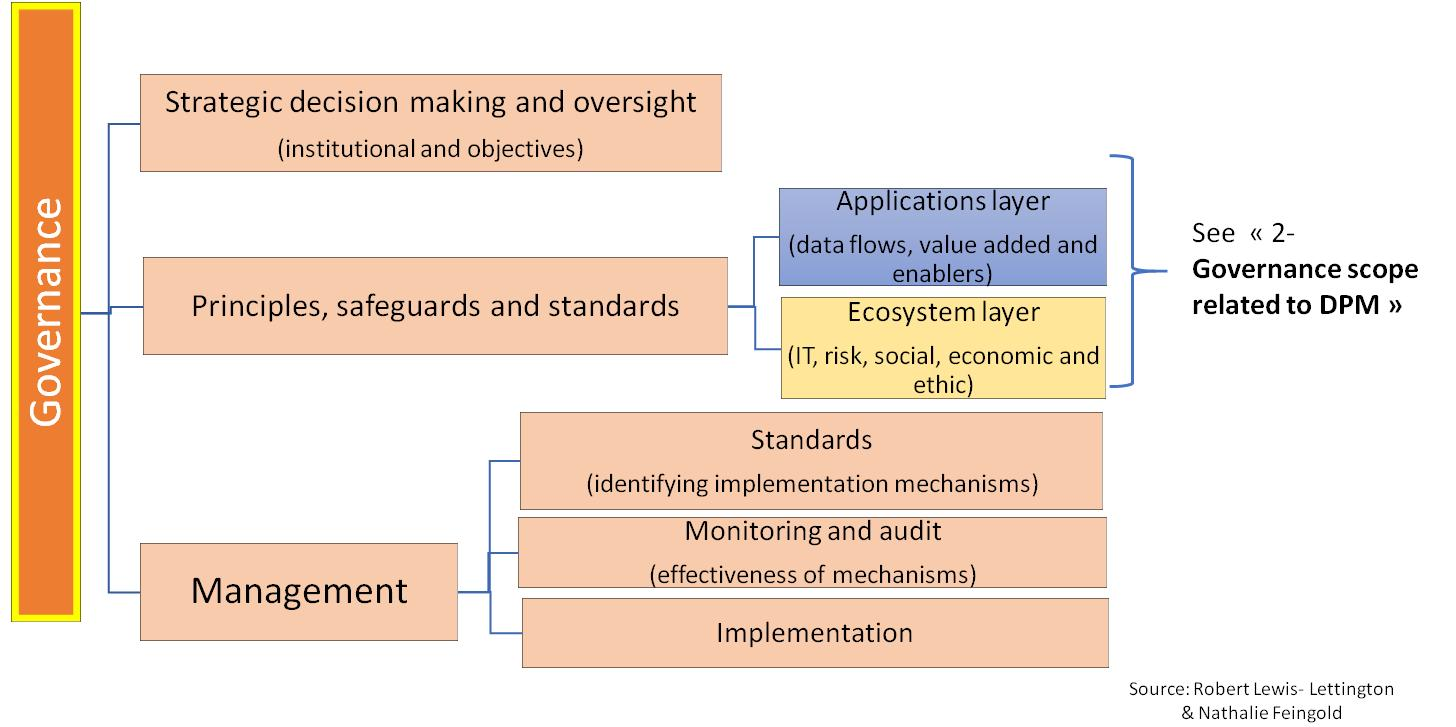 Governance
Strategic decision making and oversight
(institutional and objectives)
Principles, safeguards and standards
Applications layer
(data flows, value added and
enablers)
Ecosystem layer
(IT, risk, social, economic and
ethic)
See « 2-
Governance scope
related to DPM »
Management
Standards
(identifying implementation mechanisms)
Monitoring and audit
(effectiveness of mechanisms)
Implementation
Source: Robert Lewis- Lettington
& Nathalie Feingold